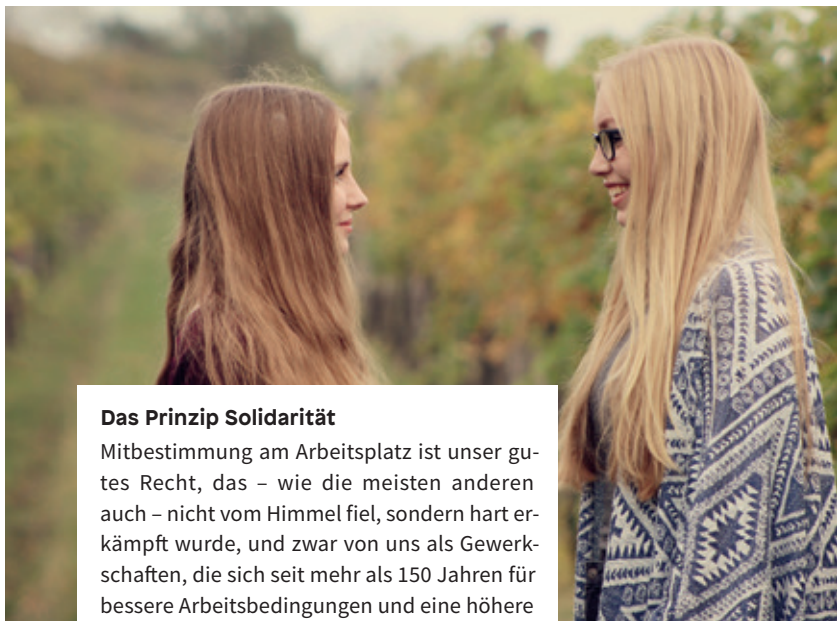 Das Prinzip Solidarität
Mitbestimmung am Arbeitsplatz ist unser gu-
tes Recht, das – wie die meisten anderen
auch – nicht vom Himmel fiel, sondern hart er-
kämpft wurde, und zwar von uns als Gewerk-
schaften, die sich seit mehr als 150 Jahren für
bessere Arbeitsbedingungen und eine höhere